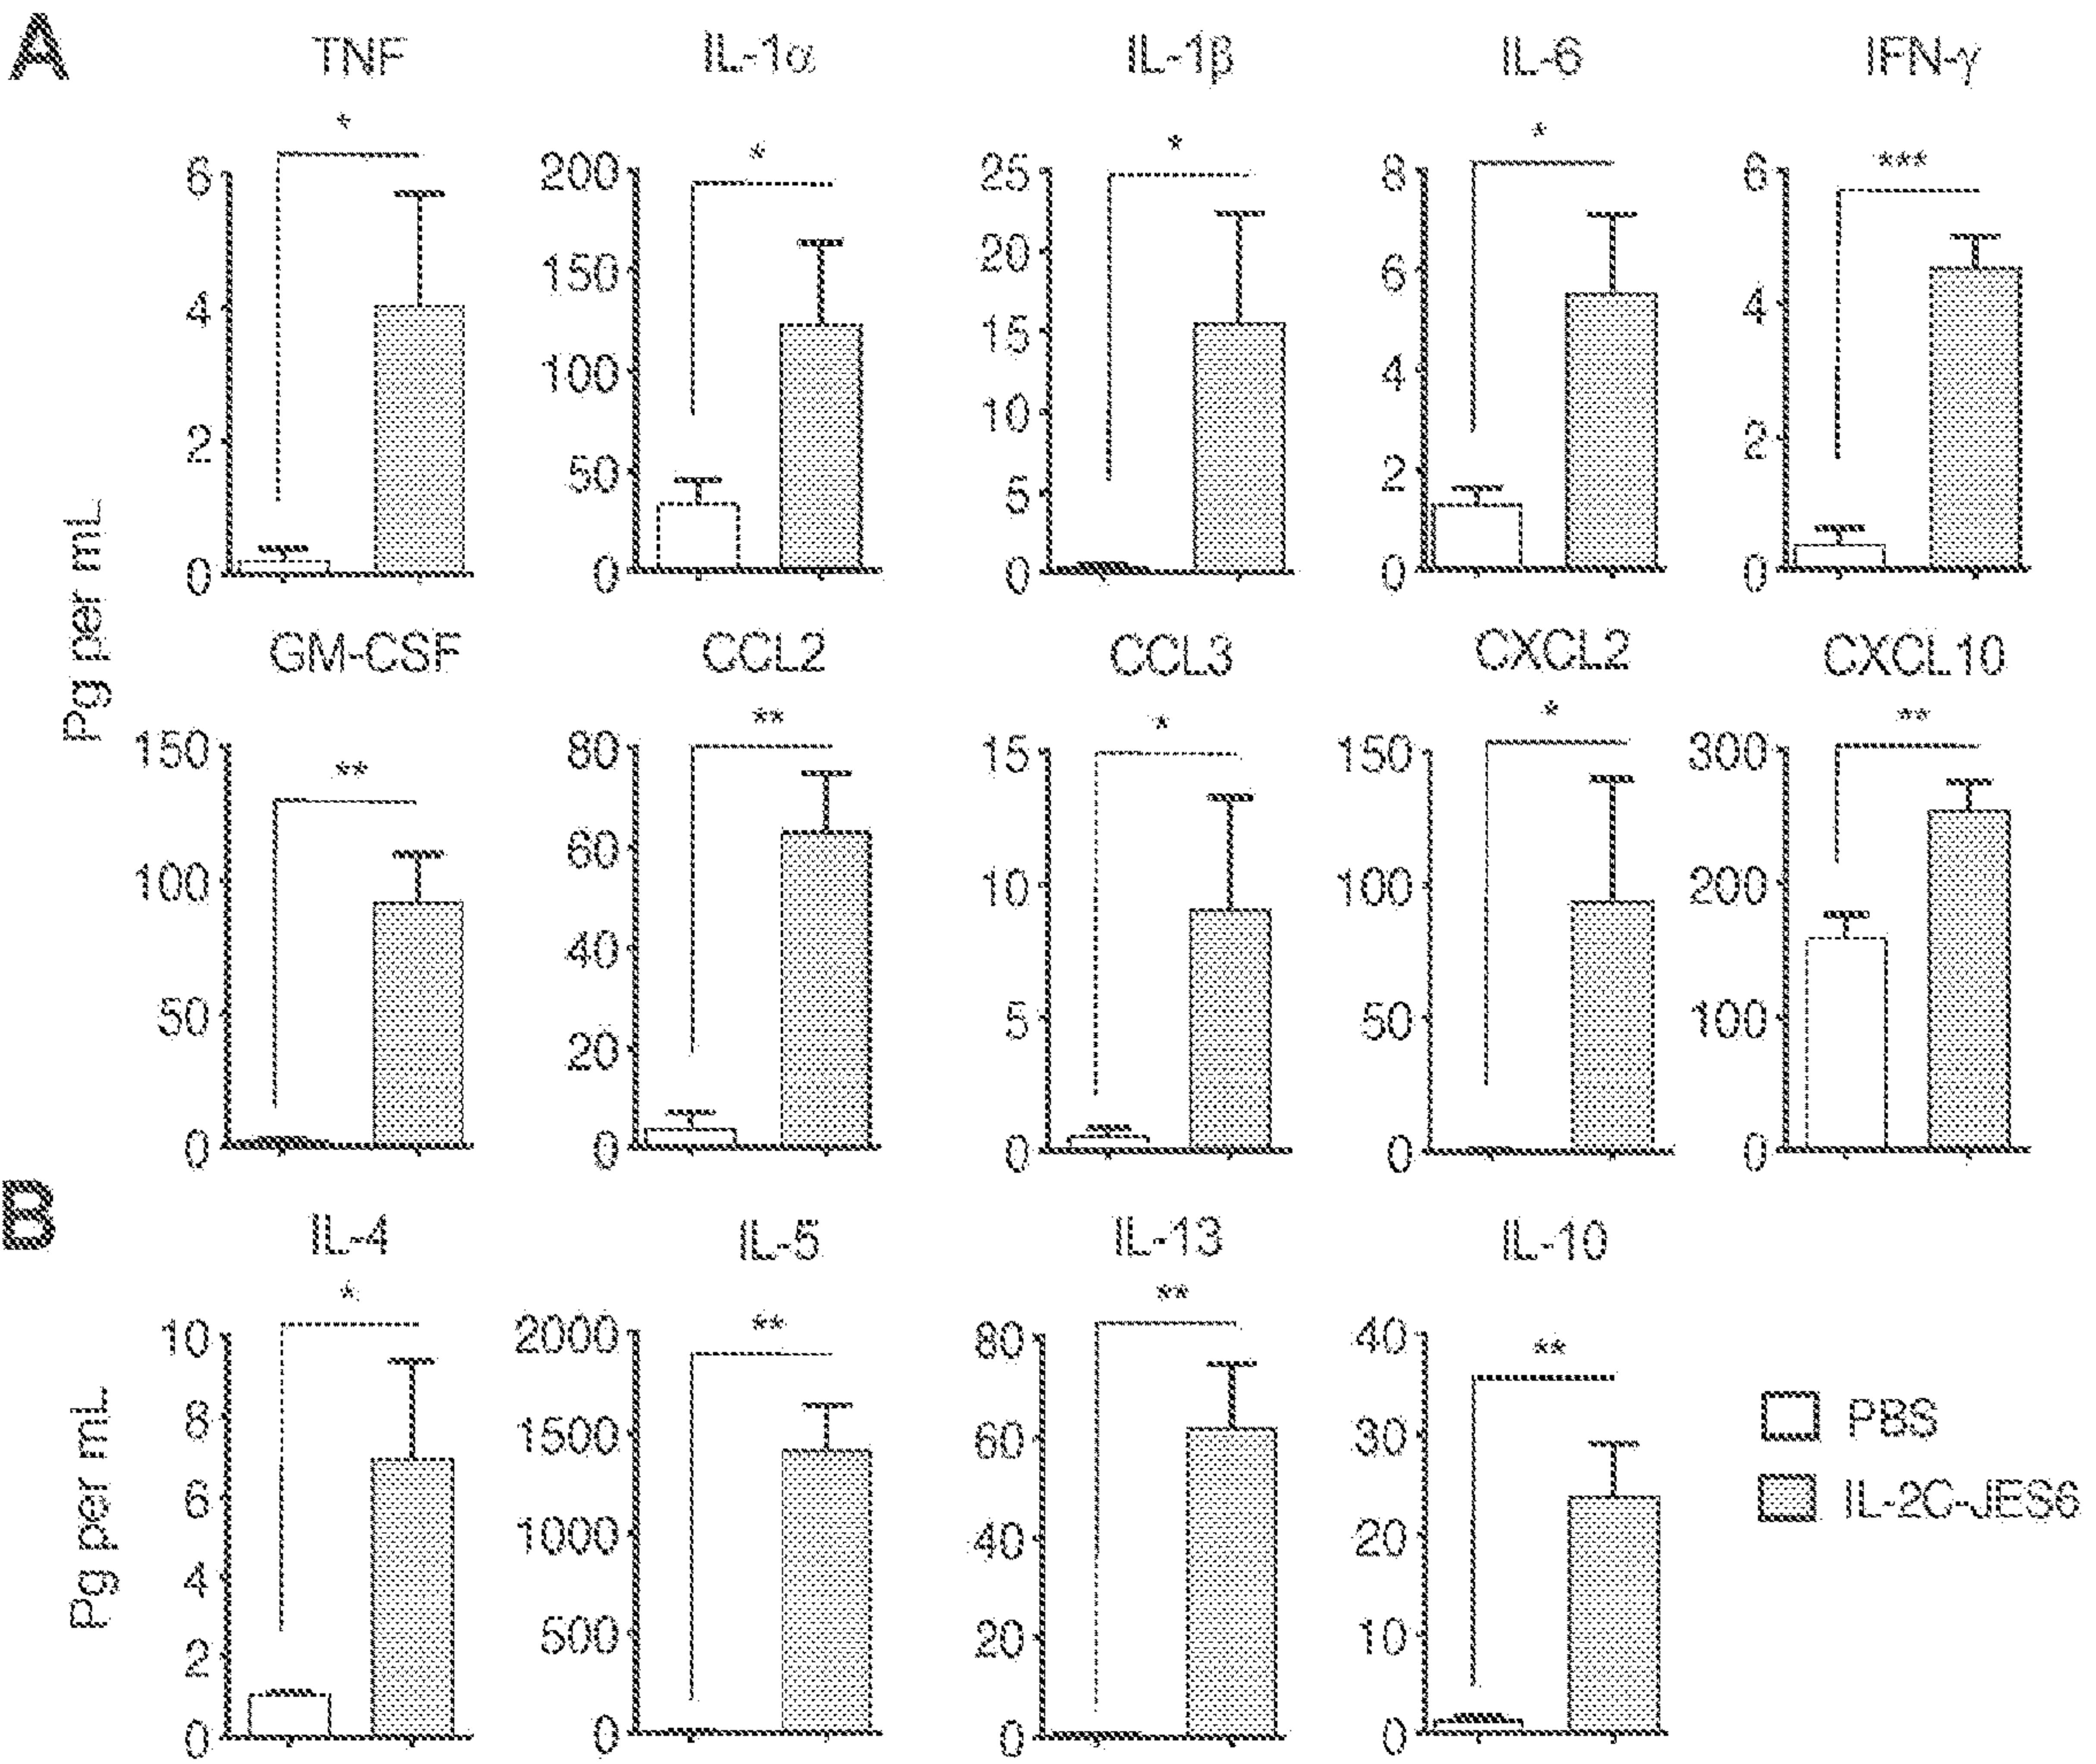 A
TNF IL-1α IL-1β IL-6 IFN-γ
* * * * ***
6 200 25 8 6
150 20 6
4 15 4
100 10 4
2 50 5 2 2
0 0 0 0 0
Pg per mL
GM-CSF CCL2 CCL3 CXCL2 CXCL10
** ** * * **
150 80 15 150 300
100 60 10 100 200
40
50 20 5 50 100
0 0 0 0 0
B
IL-4 IL-5 IL-13 IL-10
* ** ** **
10 2000 80 40
8 1500 60 30
6 1000 40 20
4 500 20 10
2
0 0 0 0
Pg per mL
PBS
IL-2C-JES6